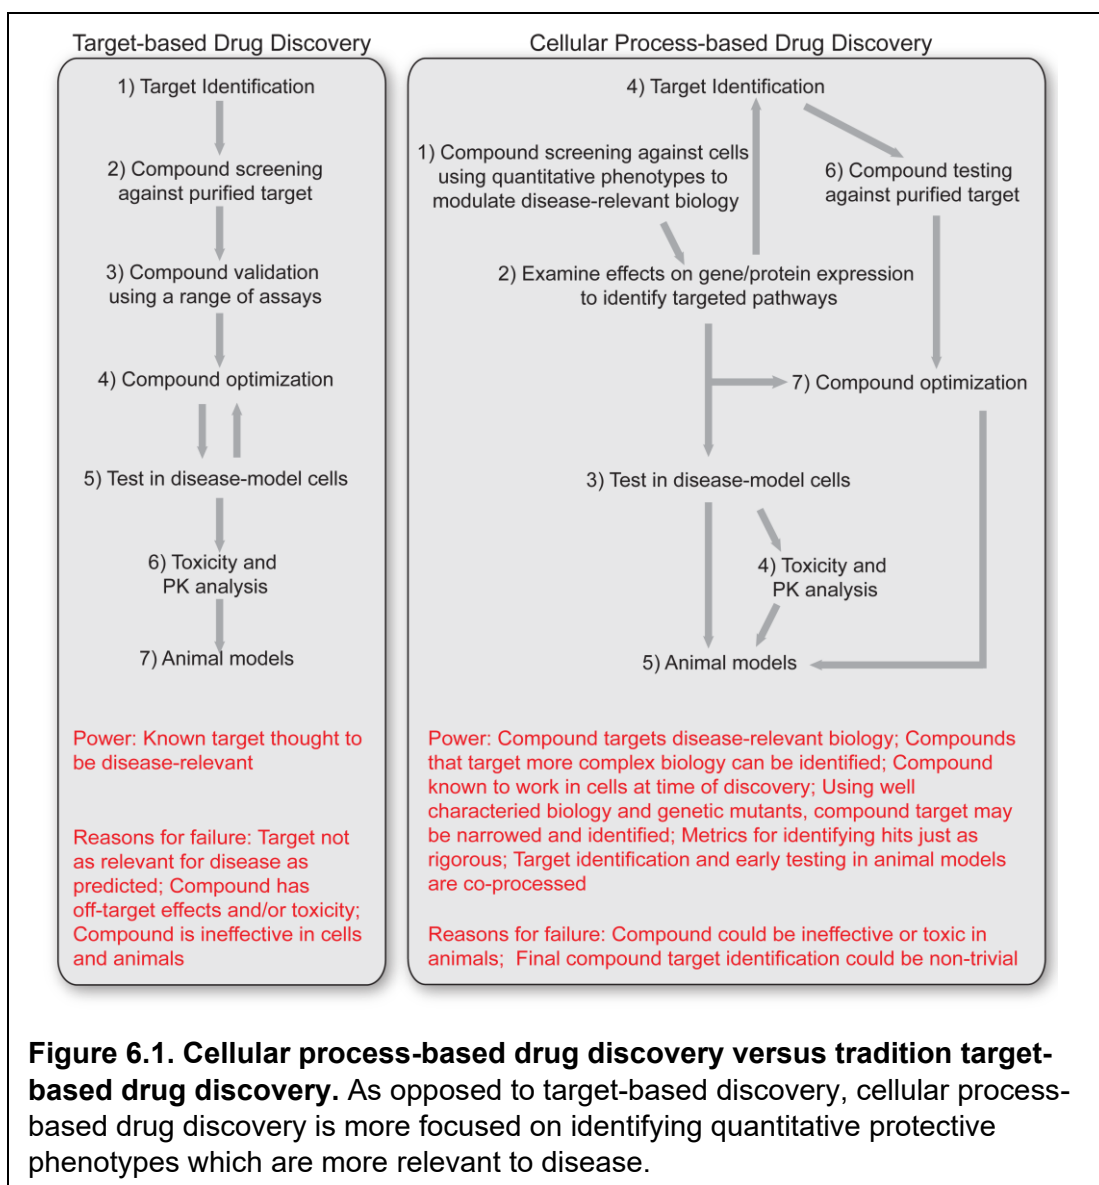 Target-based Drug Discovery
1) Target Identification
2) Compound screening
against purified target
3) Compound validation
using a range of assays
4) Compound optimization
5) Test in disease-model cells
6) Toxicity and
PK analysis
7) Animal models
Power: Known target thought to
be disease-relevant
Reasons for failure: Target not
as relevant for disease as
predicted; Compound has
off-target effects and/or toxicity;
Compound is ineffective in cells
and animals
Cellular Process-based Drug Discovery
4) Target Identification
1) Compound screening against cells
using quantitative phenotypes to
modulate disease-relevant biology
6) Compound testing
against purified target
2) Examine effects on gene/protein expression
to identify targeted pathways
7) Compound optimization
3) Test in disease-model cells
4) Toxicity and
PK analysis
5) Animal models
Power: Compound targets disease-relevant biology; Compounds
that target more complex biology can be identified; Compound
known to work in cells at time of discovery; Using well
characteried biology and genetic mutants, compound target may
be narrowed and identified; Metrics for identifying hits just as
rigorous; Target identification and early testing in animal models
are co-processed
Reasons for failure: Compound could be ineffective or toxic in
animals;  Final compound target identification could be non-trivial
Figure 6.1. Cellular process-based drug discovery versus tradition target-
based drug discovery. As opposed to target-based discovery, cellular process-
based drug discovery is more focused on identifying quantitative protective
phenotypes which are more relevant to disease.